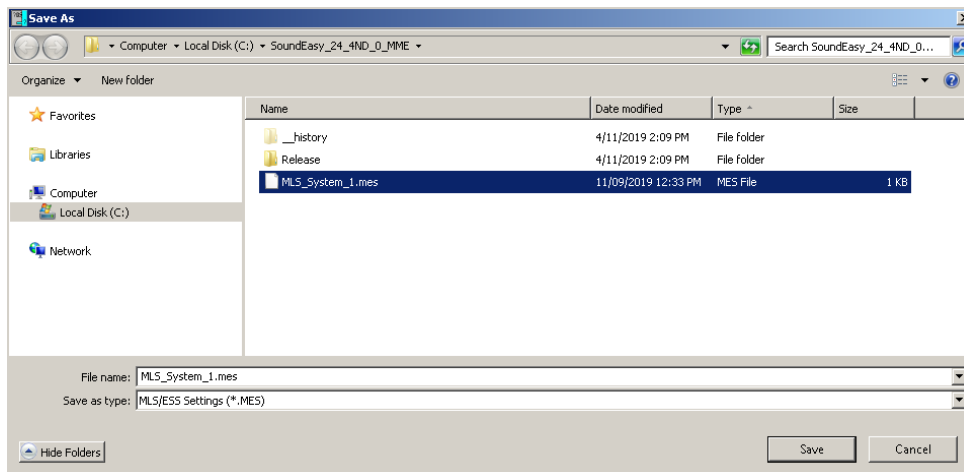 Save As
Computer Local Disk (C:) SoundEasy_24_4ND_0_MME Search SoundEasy_24_4ND_0...
Organize New folder
Favorites
Libraries
Computer
Local Disk (C:)
Network
Name Date modified Type Size
__history 4/11/2019 2:09 PM File folder
Release 4/11/2019 2:09 PM File folder
MLS_System_1.mes 11/09/2019 12:33 PM MES File 1 KB
File name: MLS_System_1.mes
Save as type: MLS/ESS Settings (*.MES)
Hide Folders Save Cancel